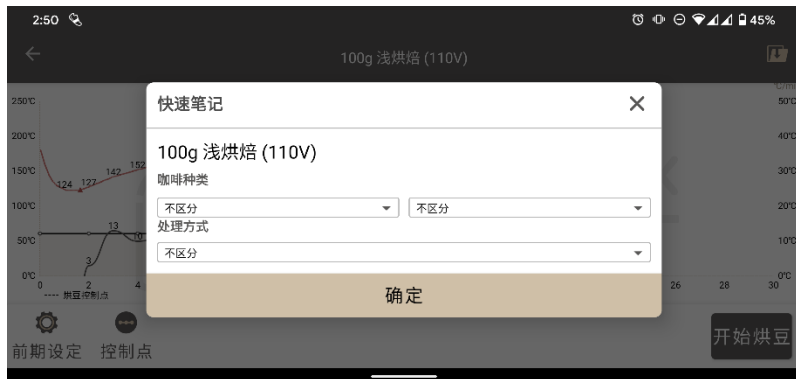 2:50
45%
100g 浅烘焙 (110V)
°C/mi
250°C
50°C
200°C
40°C
150°C
30°C
100°C
20°C
50°C
10°C
0°C
0°C
124
127
142
152
13
10
3
0
2
4
26
28
30
烘豆控制点
快速笔记
100g 浅烘焙 (110V)
咖啡种类
不区分
不区分
处理方式
不区分
确定
前期设定
控制点
开始烘豆